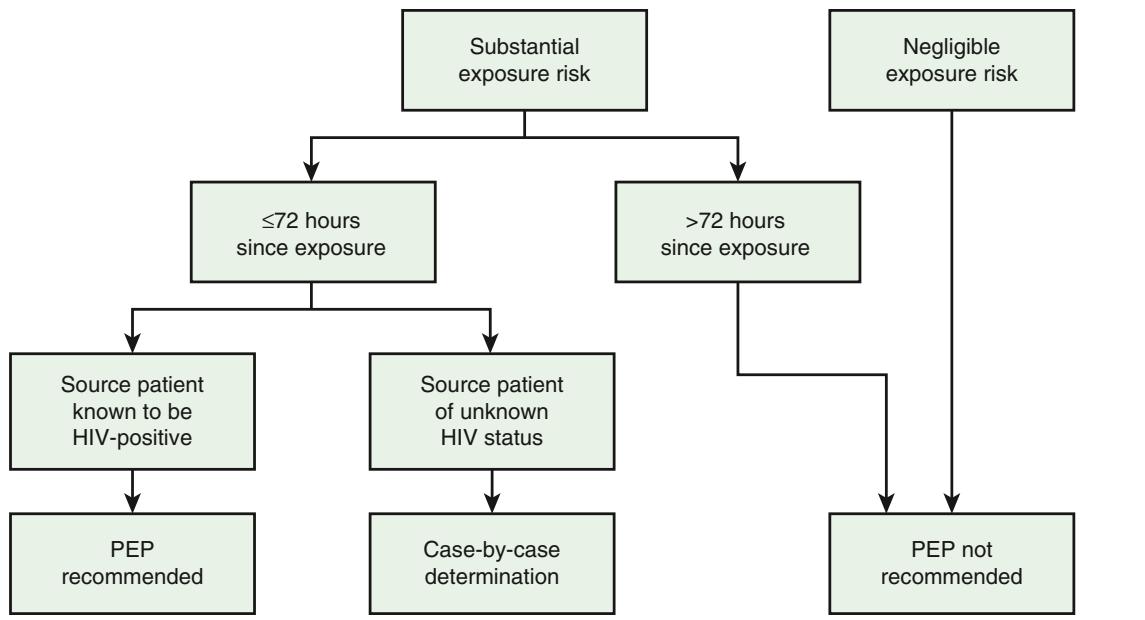 Substantial
exposure risk
Negligible
exposure risk
≤72 hours
since exposure
>72 hours
since exposure
Source patient
known to be
HIV-positive
Source patient
of unknown
HIV status
PEP
recommended
Case-by-case
determination
PEP not
recommended